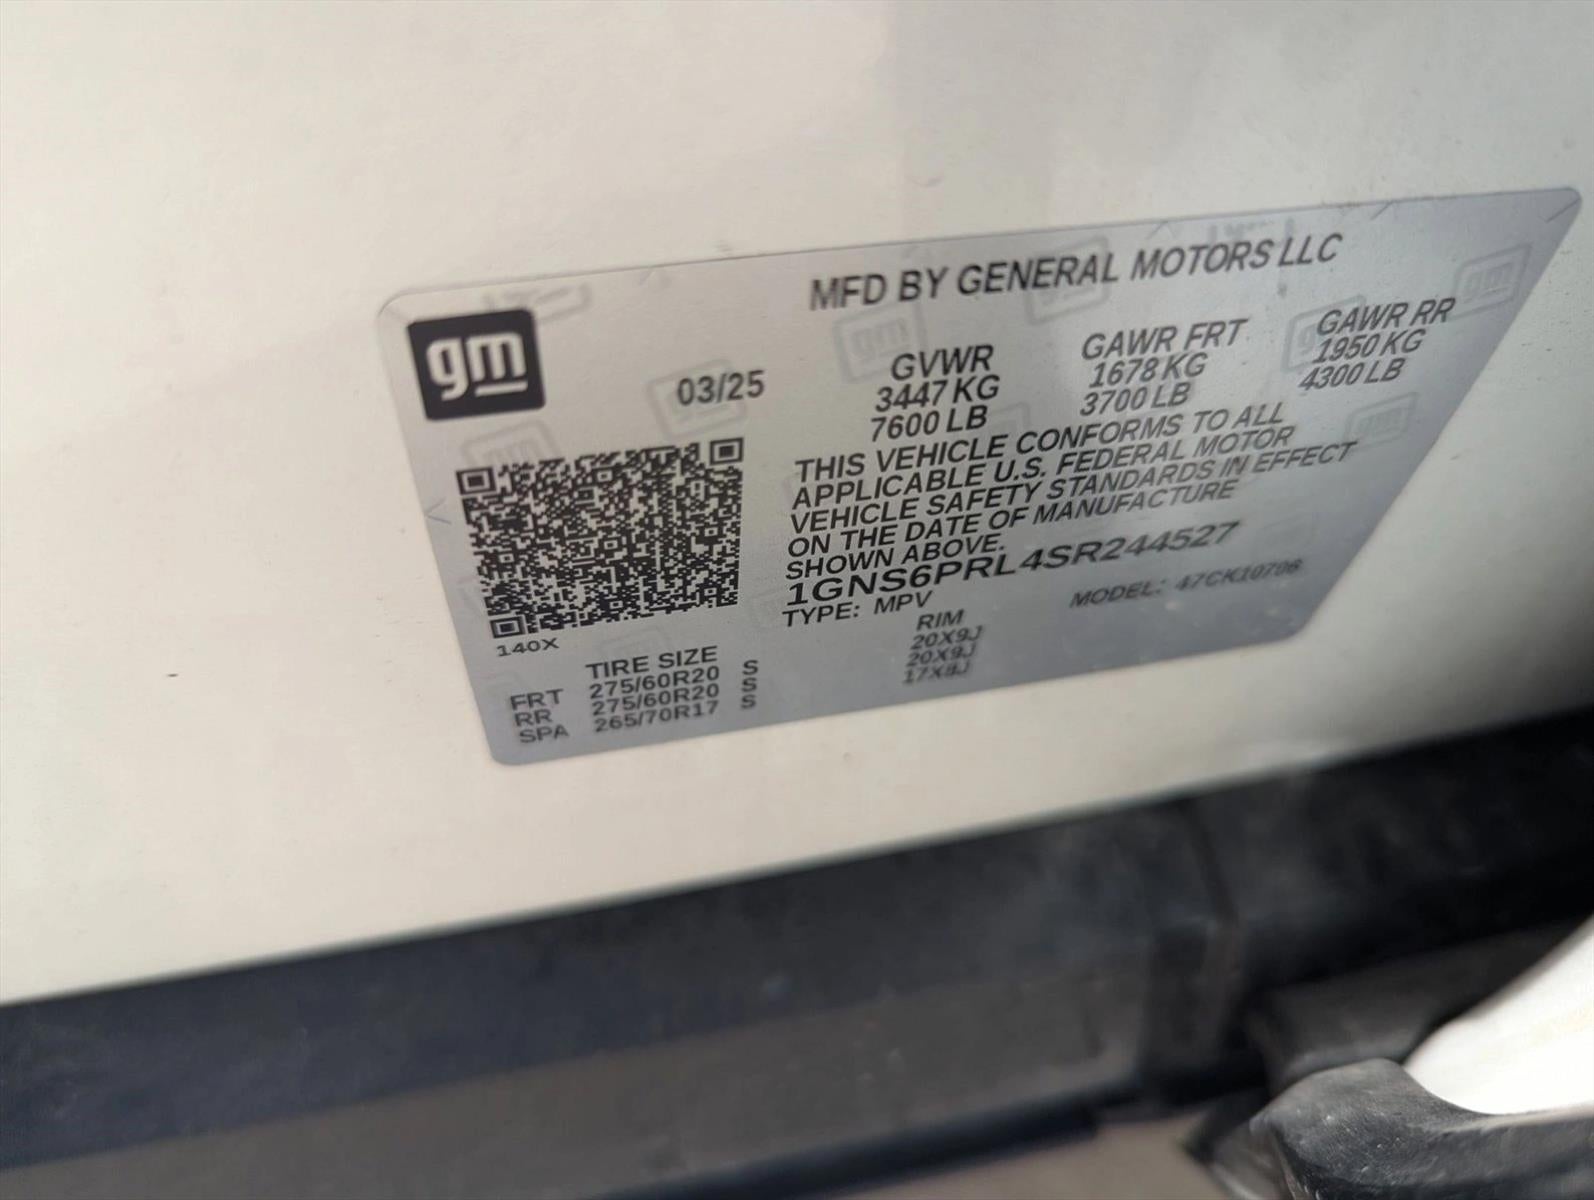 gm
MFD BY GENERAL MOTORS LLC
03/25
GVWR GAWR FRT GAWR RR
3447 KG 1678 KG 1950 KG
7600 LB 3700 LB 4300 LB
THIS VEHICLE CONFORMS TO ALL
APPLICABLE U.S. FEDERAL MOTOR
VEHICLE SAFETY STANDARDS IN EFFECT
ON THE DATE OF MANUFACTURE
SHOWN ABOVE.
1GNS6PRL4SR244527
TYPE: MPV MODEL: 47CK10706
140X
TIRE SIZE RIM
FRT 275/60R20 S 20X9J
RR 275/60R20 S 20X9J
SPA 265/70R17 S 17X8J